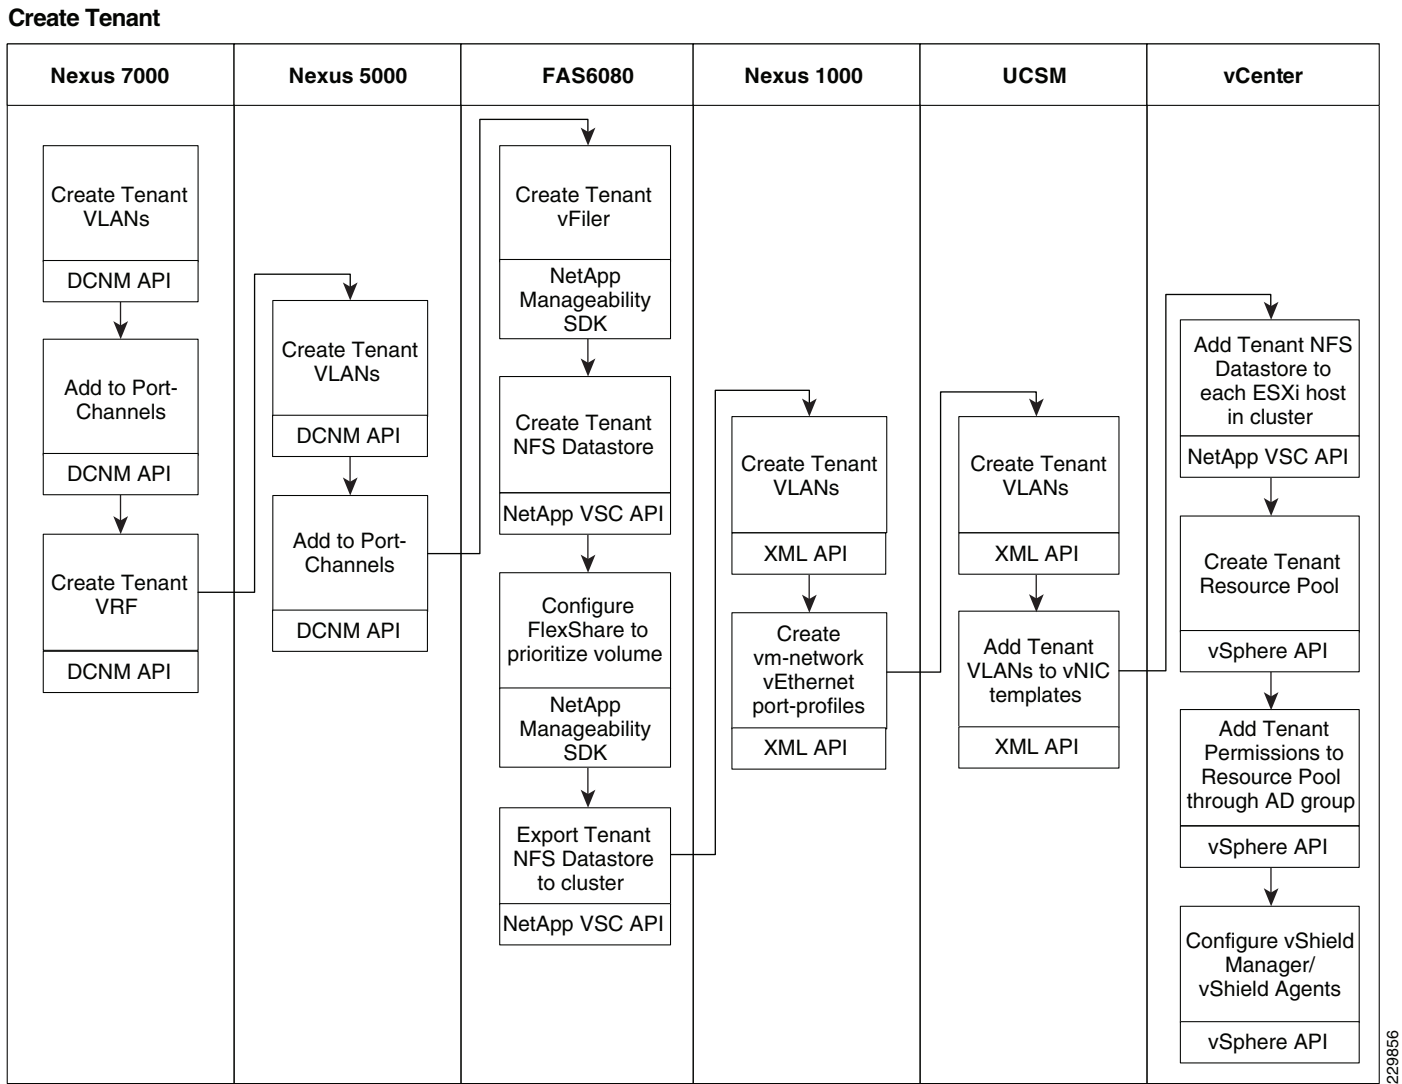 Create Tenant
Nexus 7000
Nexus 5000
FAS6080
Nexus 1000
UCSM
vCenter
Create Tenant
VLANs
DCNM API
Add to Port-
Channels
DCNM API
Create Tenant
VRF
DCNM API
Create Tenant
VLANs
DCNM API
Add to Port-
Channels
DCNM API
Create Tenant
vFiler
NetApp
Manageability
SDK
Create Tenant
NFS Datastore
NetApp VSC API
Configure
FlexShare to
prioritize volume
NetApp
Manageability
SDK
Export Tenant
NFS Datastore
to cluster
NetApp VSC API
Create Tenant
VLANs
XML API
Create
vm-network
vEthernet
port-profiles
XML API
Create Tenant
VLANs
XML API
Add Tenant
VLANs to vNIC
templates
XML API
Add Tenant NFS
Datastore to
each ESXi host
in cluster
NetApp VSC API
Create Tenant
Resource Pool
vSphere API
Add Tenant
Permissions to
Resource Pool
through AD group
vSphere API
Configure vShield
Manager/
vShield Agents
vSphere API
229856